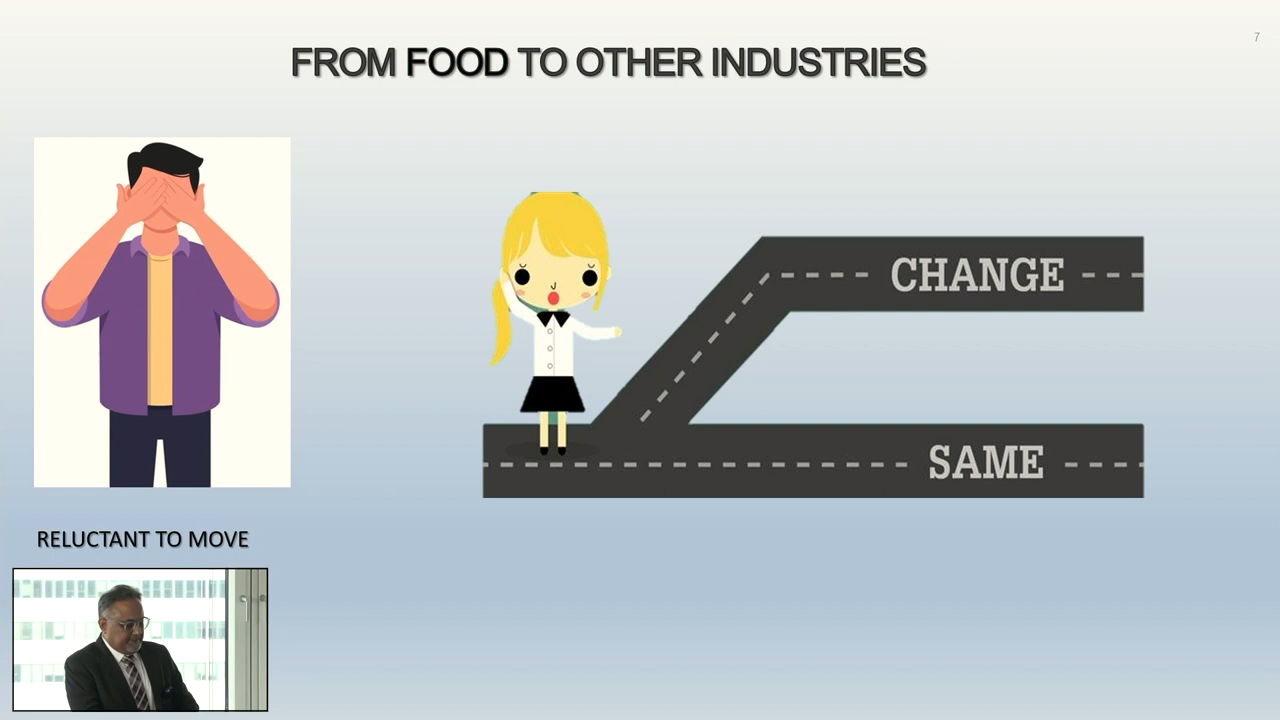 7
FROM FOOD TO OTHER INDUSTRIES
CHANGE
SAME
RELUCTANT TO MOVE